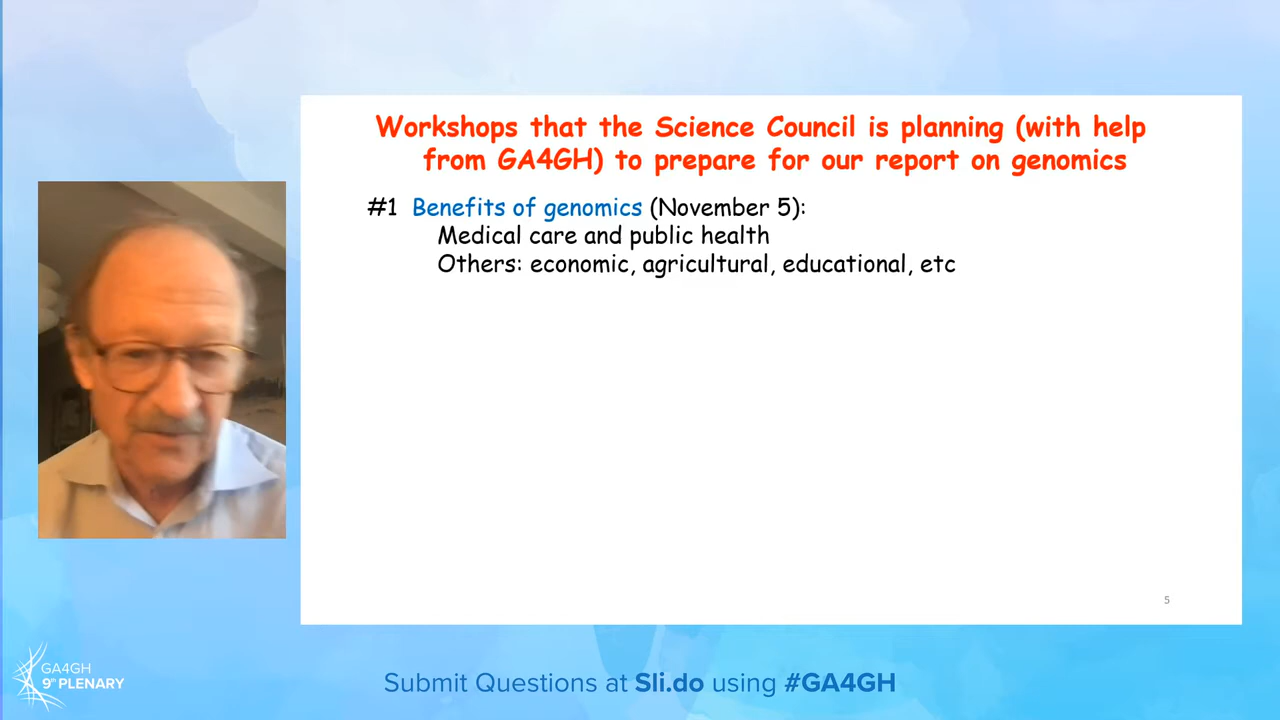 Workshops that the Science Council is planning (with help
from GA4GH) to prepare for our report on genomics
#1 Benefits of genomics (November 5):
Medical care and public health
Others: economic, agricultural, educational, etc
5
GA4GH
9th PLENARY
Submit Questions at Sli.do using #GA4GH